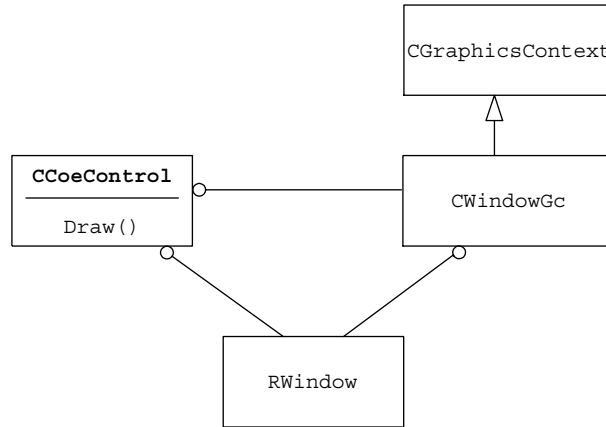 CGraphicsContext
CCoeControl
CWindowGc
Draw()
RWindow